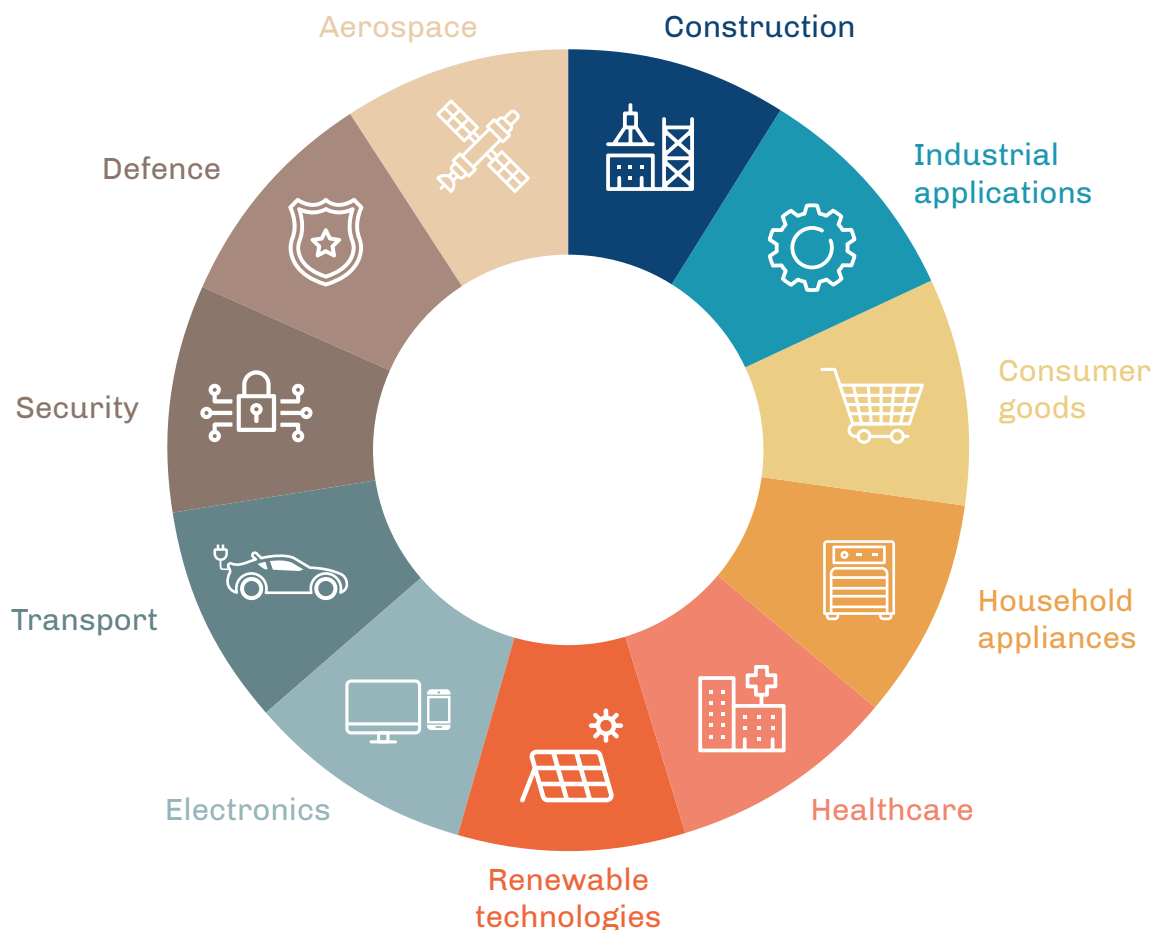 Aerospace
Construction
Defence
Industrial
applications
Consumer
goods
Security
Household
appliances
Transport
Electronics
Healthcare
Renewable
technologies